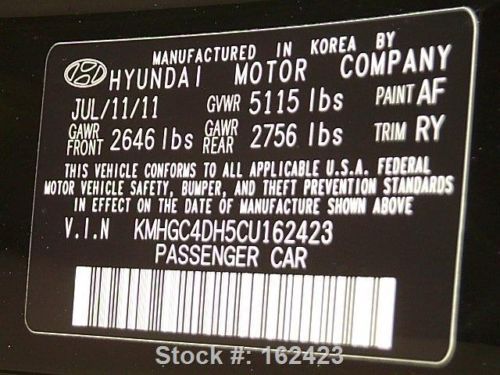 MANUFACTURED IN KOREA BY
HYUNDAI MOTOR COMPANY
JUL/11/11 GVWR 5115 lbs PAINT AF
GAWR FRONT 2646 lbs GAWR REAR 2756 lbs TRIM RY
THIS VEHICLE CONFORMS TO ALL APPLICABLE U.S.A. FEDERAL
MOTOR VEHICLE SAFETY, BUMPER, AND THEFT PREVENTION STANDARDS
IN EFFECT ON THE DATE OF MANUFACTURE SHOWN ABOVE
V.I.N KMHGC4DH5CU162423
PASSENGER CAR
Stock #: 162423